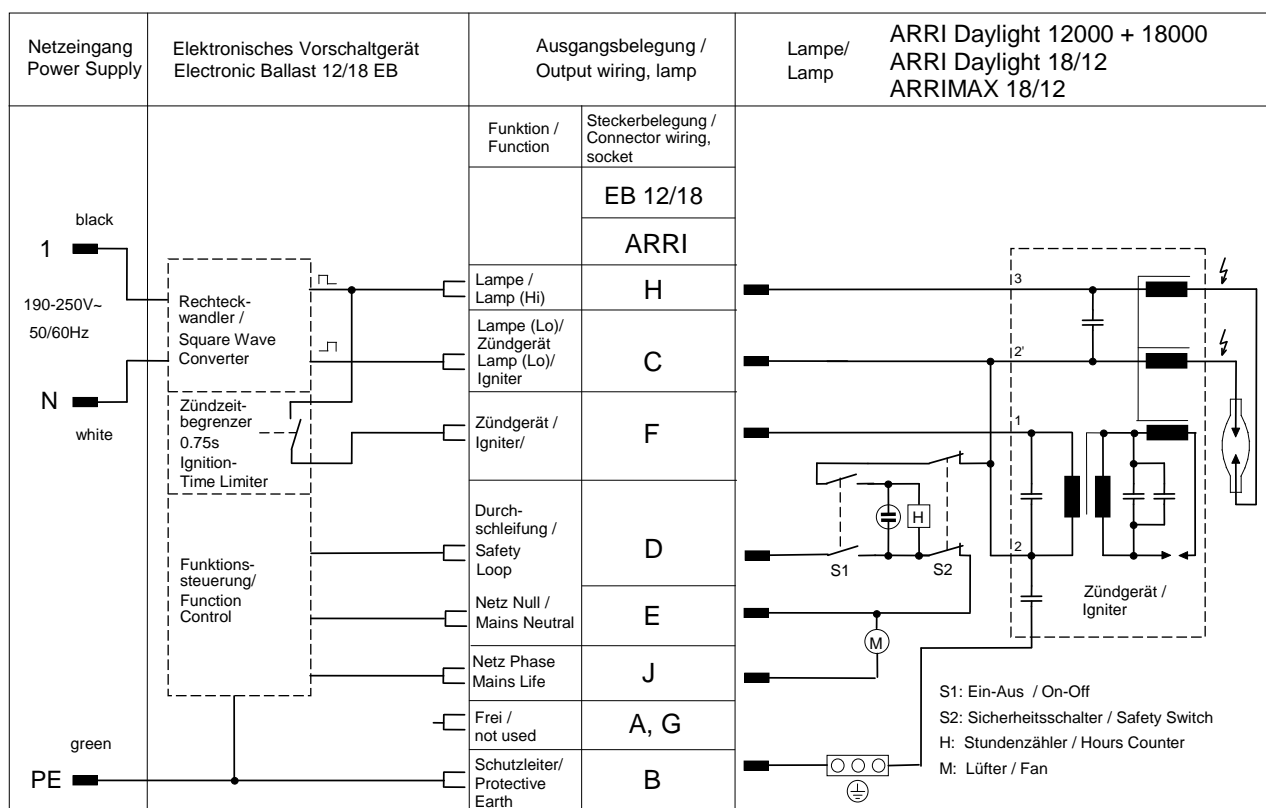 Netzeingang
Power Supply
Elektronisches Vorschaltgerät
Electronic Ballast 12/18 EB
Ausgangsbelegung /
Output wiring, lamp
Lampe/
Lamp
ARRI Daylight 12000 + 18000
ARRI Daylight 18/12
ARRIMAX 18/12
Funktion /
Function
Steckerbelegung /
Connector wiring,
socket
EB 12/18
ARRI
black
1
190-250V~
50/60Hz
N
white
green
PE
Rechteck-
wandler /
Square Wave
Converter
Zündzeit-
begrenzer
0.75s
Ignition-
Time Limiter
Funktions-
steuerung/
Function
Control
Lampe /
Lamp (Hi)
H
Lampe (Lo)/
Zündgerät
Lamp (Lo)/
Igniter
C
Zündgerät /
Igniter/
F
Durch-
schleifung /
Safety
Loop
D
Netz Null /
Mains Neutral
E
Netz Phase
Mains Life
J
Frei /
not used
A, G
Schutzleiter/
Protective
Earth
B
3
2'
1
2
H
S1
S2
M
Zündgerät /
Igniter
S1: Ein-Aus / On-Off
S2: Sicherheitsschalter / Safety Switch
H: Stundenzähler / Hours Counter
M: Lüfter / Fan